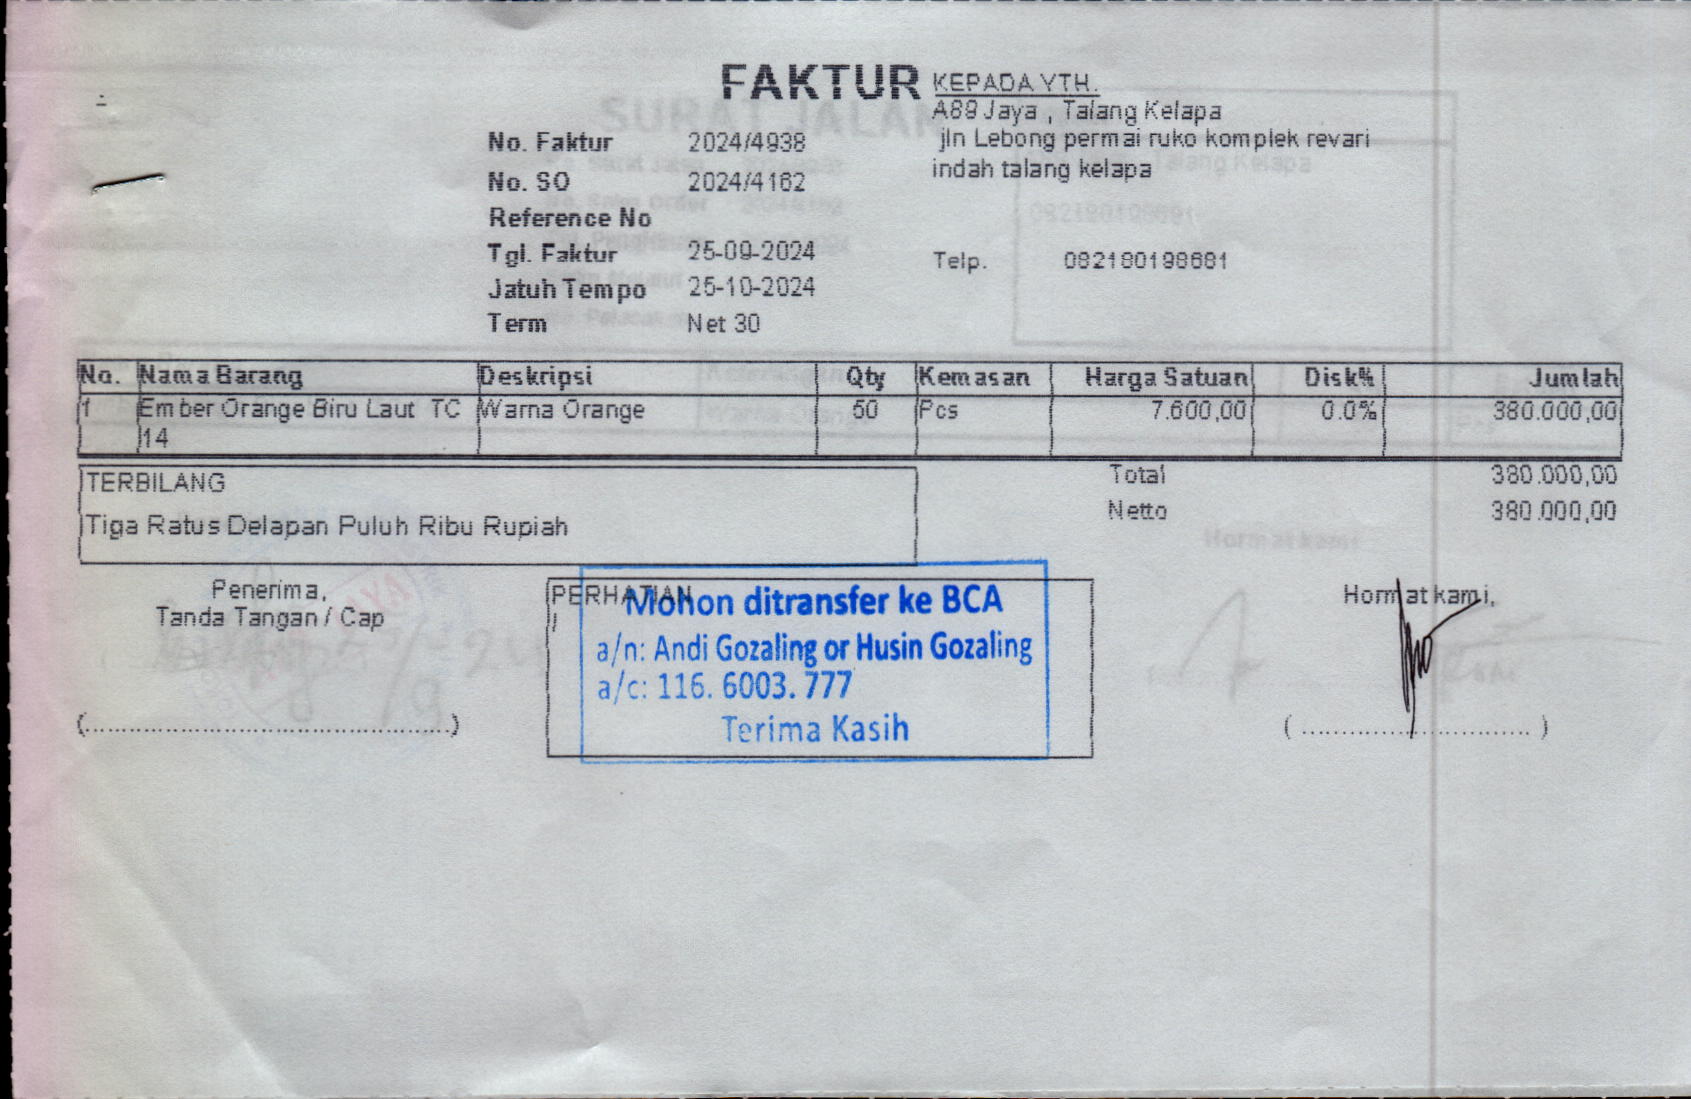 FAKTUR
KEPADA YTH.
A89 Jaya , Talang Kelapa
jln Lebong permai ruko komplek revari
indah talang kelapa
Telp. 082180198681
No. Faktur 2024/4938
No. SO 2024/4162
Reference No
Tgl. Faktur 25-09-2024
Jatuh Tempo 25-10-2024
Term Net 30
No. Nama Barang Deskripsi Qty Kemasan Harga Satuan Disk% Jumlah
1 Ember Orange Biru Laut TC Warna Orange 50 Pcs 7.600,00 0.0% 380.000,00
14
Total 380.000,00
Netto 380.000,00
TERBILANG
Tiga Ratus Delapan Puluh Ribu Rupiah
Penerima,
Tanda Tangan / Cap
(..............................................)
PERHATIAN
Mohon ditransfer ke BCA
a/n: Andi Gozaling or Husin Gozaling
a/c: 116. 6003. 777
Terima Kasih
Hormat kami,
( ............................. )
SURAT JALAN